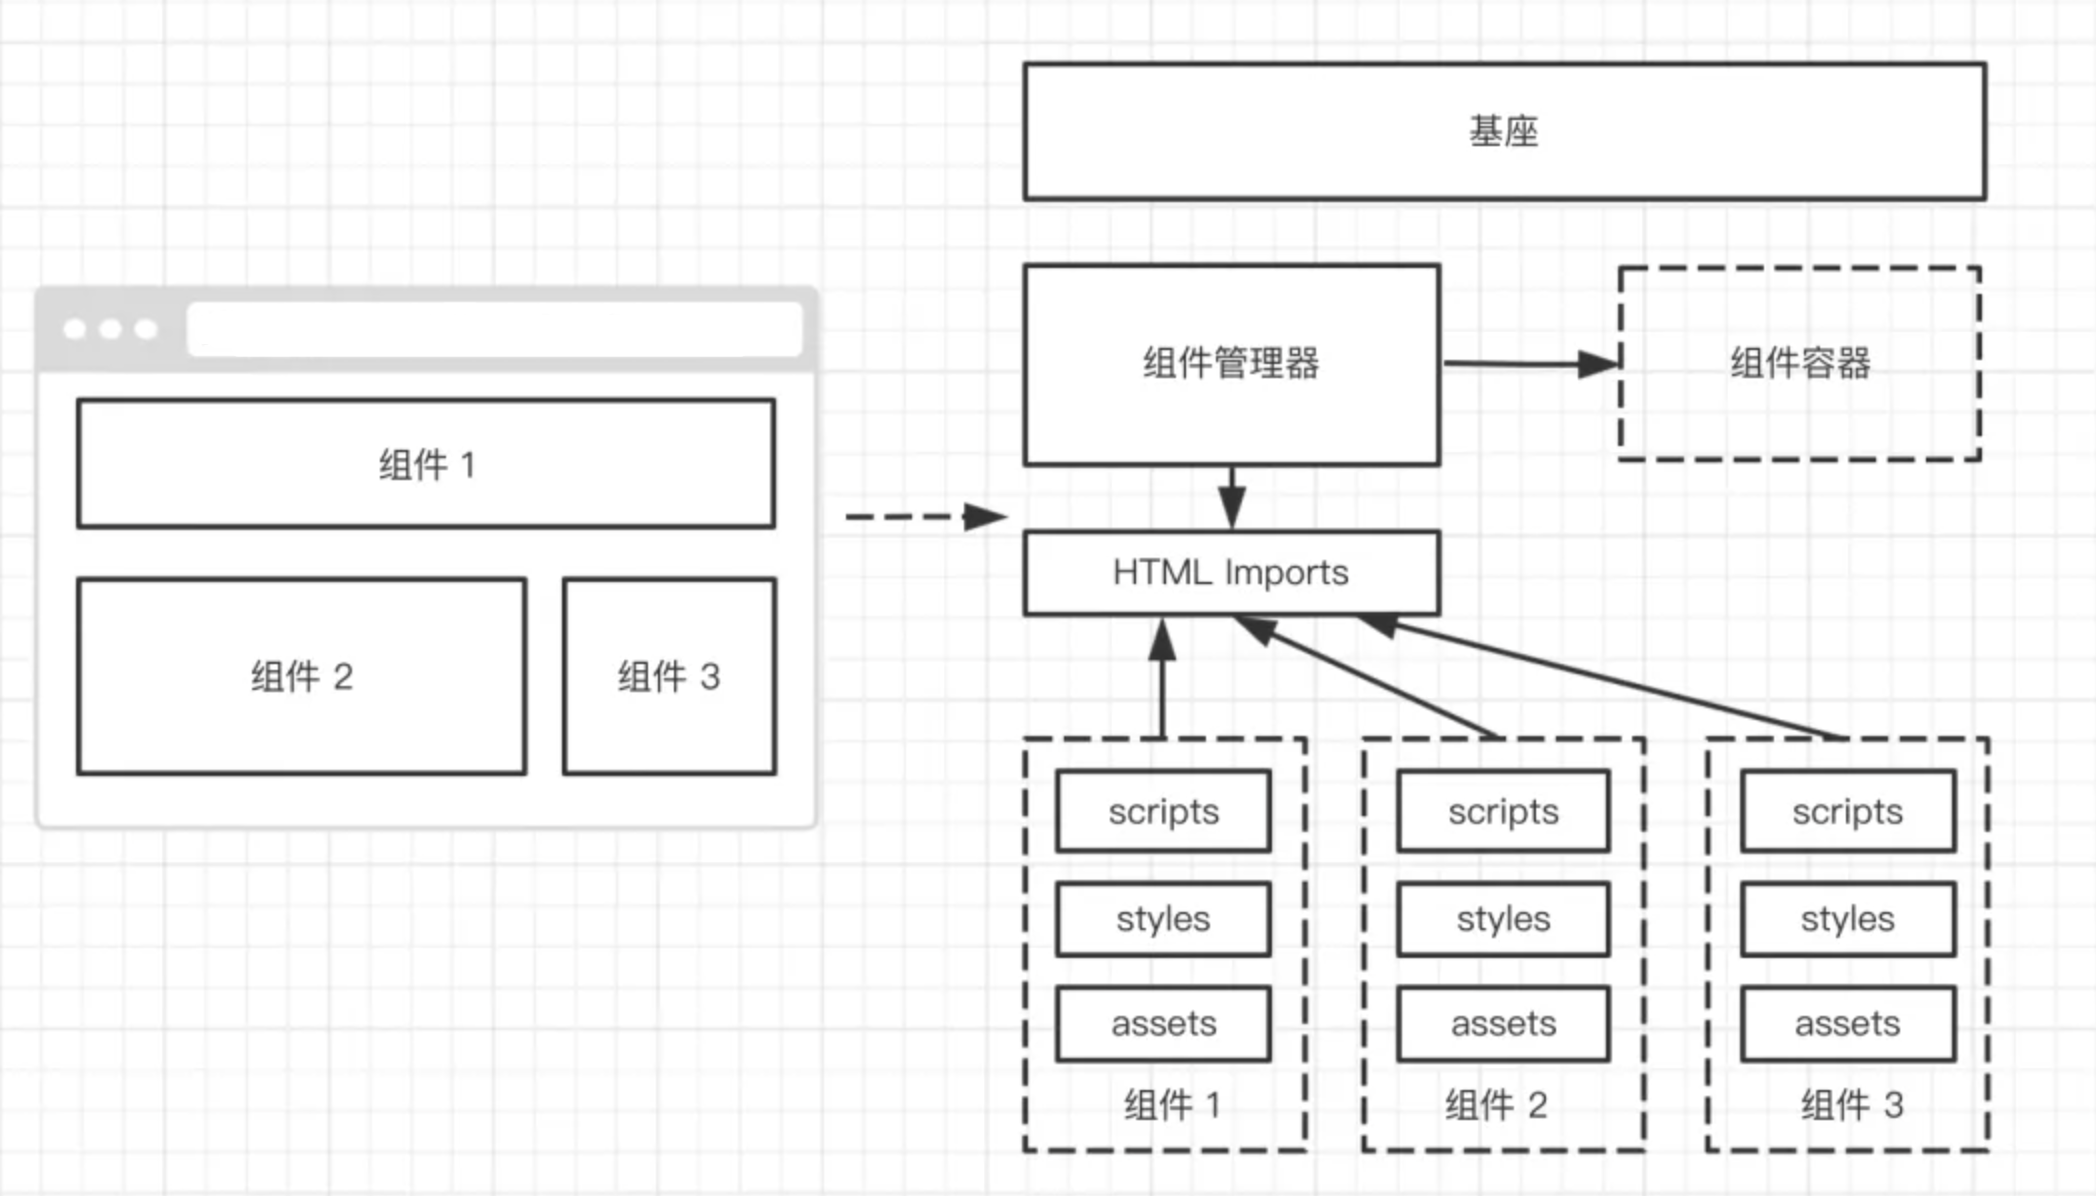 组件 1
组件 2
组件 3
基座
组件管理器
组件容器
HTML Imports
scripts
styles
assets
组件 1
scripts
styles
assets
组件 2
scripts
styles
assets
组件 3